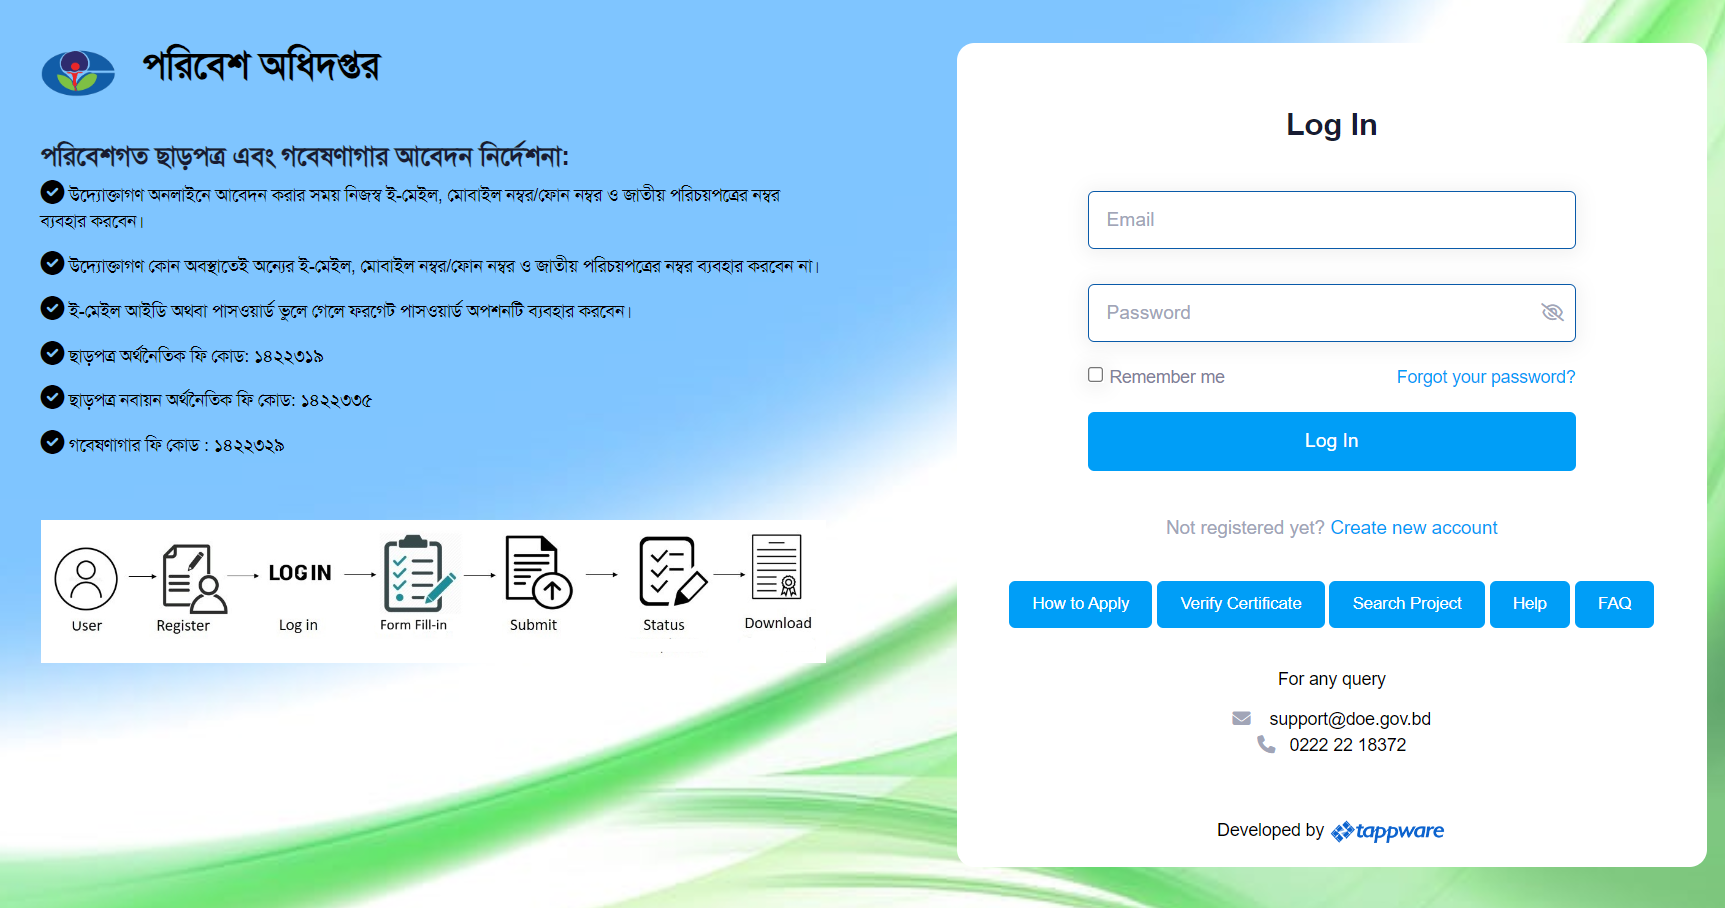 পরিবেশ অধিদপ্তর
পরিবেশগত ছাড়পত্র এবং গবেষণাগার আবেদন নির্দেশনা:
উদ্যোক্তাগণ অনলাইনে আবেদন করার সময় নিজস্ব ই-মেইল, মোবাইল নম্বর/ফোন নম্বর ও জাতীয় পরিচয়পত্রের নম্বর
ব্যবহার করবেন।
উদ্যোক্তাগণ কোন অবস্থাতেই অন্যের ই-মেইল, মোবাইল নম্বর/ফোন নম্বর ও জাতীয় পরিচয়পত্রের নম্বর ব্যবহার করবেন না।
ই-মেইল আইডি অথবা পাসওয়ার্ড ভুলে গেলে ফরগেট পাসওয়ার্ড অপশনটি ব্যবহার করবেন।
ছাড়পত্র অর্থনৈতিক ফি কোড: ১৪২২৩১৯
ছাড়পত্র নবায়ন অর্থনৈতিক ফি কোড: ১৪২২৩৩৫
গবেষণাগার ফি কোড : ১৪২২৩২৯
LOGIN
User Register Log in Form Fill-in Submit Status Download
Log In
Email
Password
Remember me Forgot your password?
Log In
Not registered yet? Create new account
How to Apply Verify Certificate Search Project Help FAQ
For any query
support@doe.gov.bd
0222 22 18372
Developed by tappware